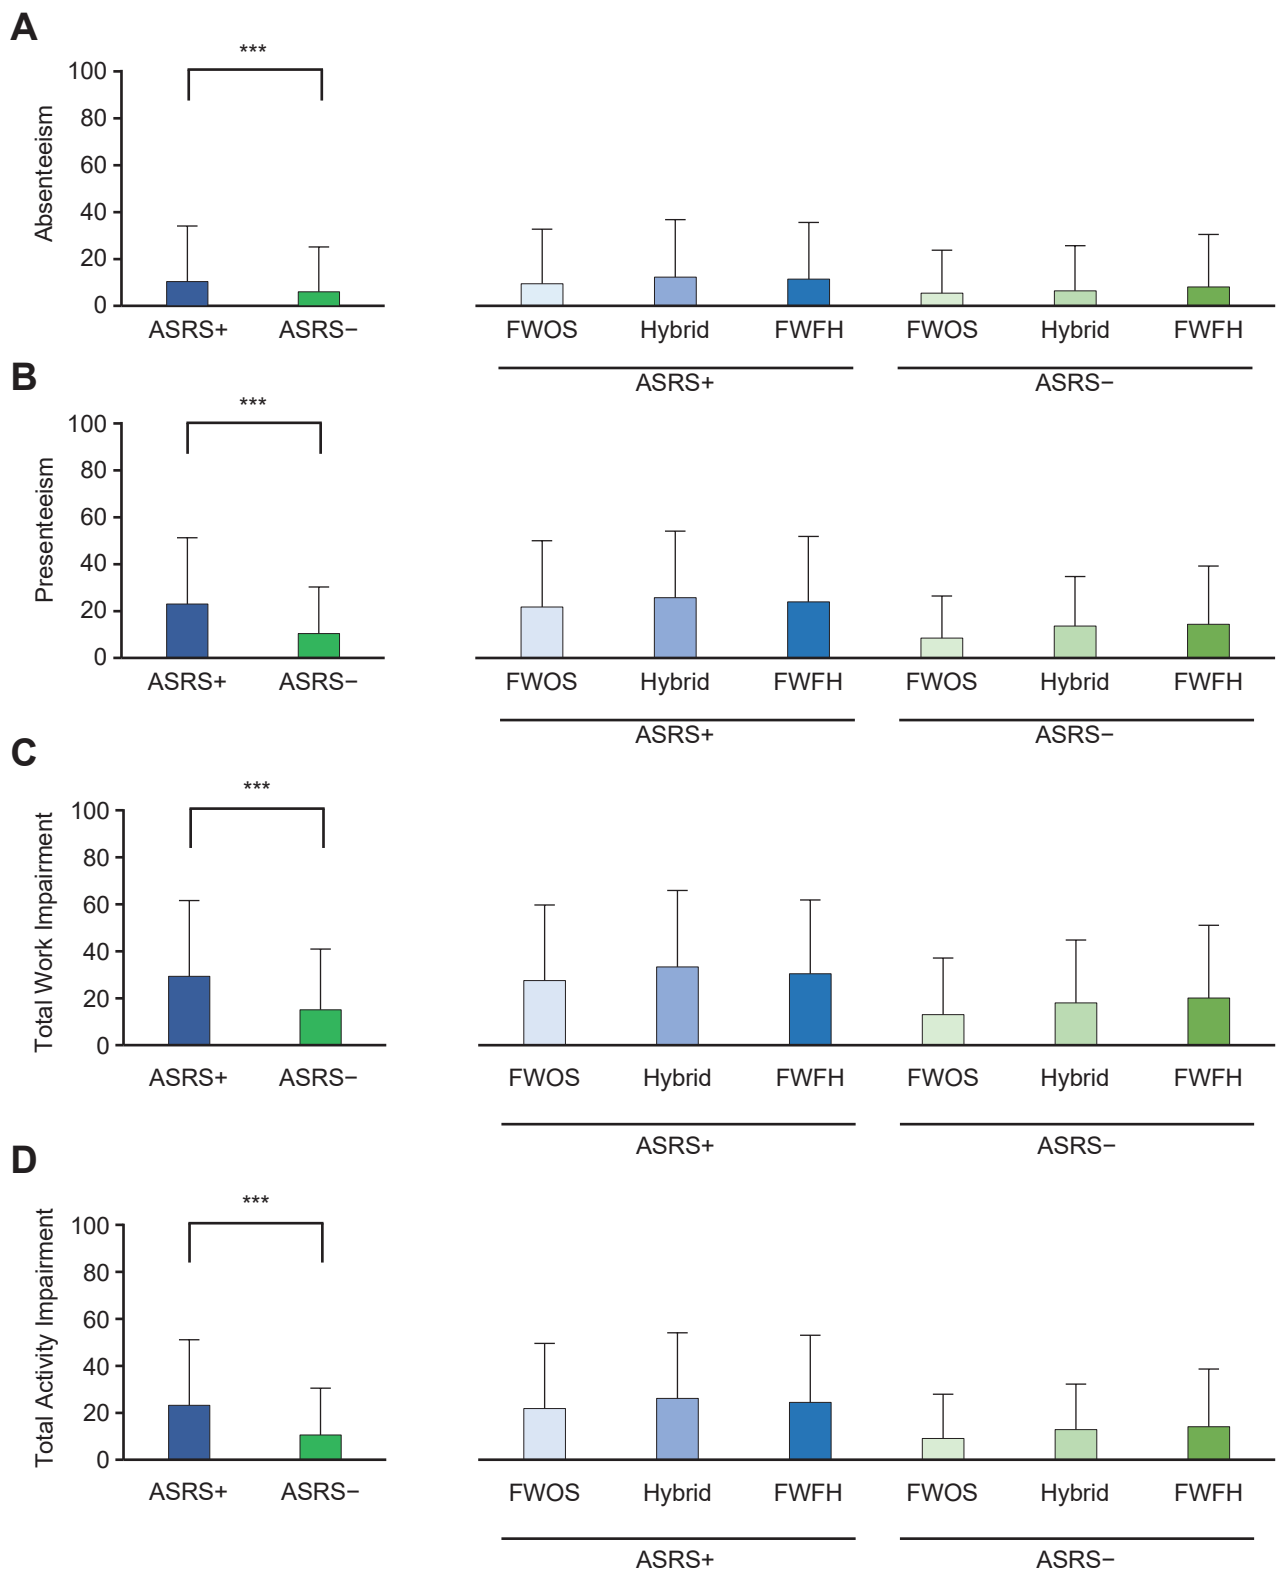 A
***
100
80
60
40
20
0
Absenteeism
ASRS+ ASRS−
FWOS Hybrid FWFH FWOS Hybrid FWFH
ASRS+ ASRS−
B
***
100
80
60
40
20
0
Presenteeism
ASRS+ ASRS−
FWOS Hybrid FWFH FWOS Hybrid FWFH
ASRS+ ASRS−
C
***
100
80
60
40
20
0
Total Work Impairment
ASRS+ ASRS−
FWOS Hybrid FWFH FWOS Hybrid FWFH
ASRS+ ASRS−
D
***
100
80
60
40
20
0
Total Activity Impairment
ASRS+ ASRS−
FWOS Hybrid FWFH FWOS Hybrid FWFH
ASRS+ ASRS−